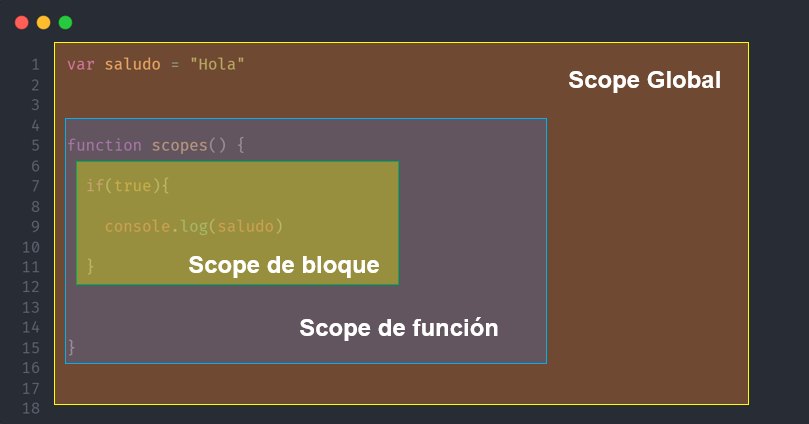 1 var saludo = "Hola"
Scope Global
2
3
4
5 function scopes() {
6
7 if(true){
8
9 console.log(saludo)
10
11 }
Scope de bloque
12
13
14
Scope de función
15 }
16
17
18